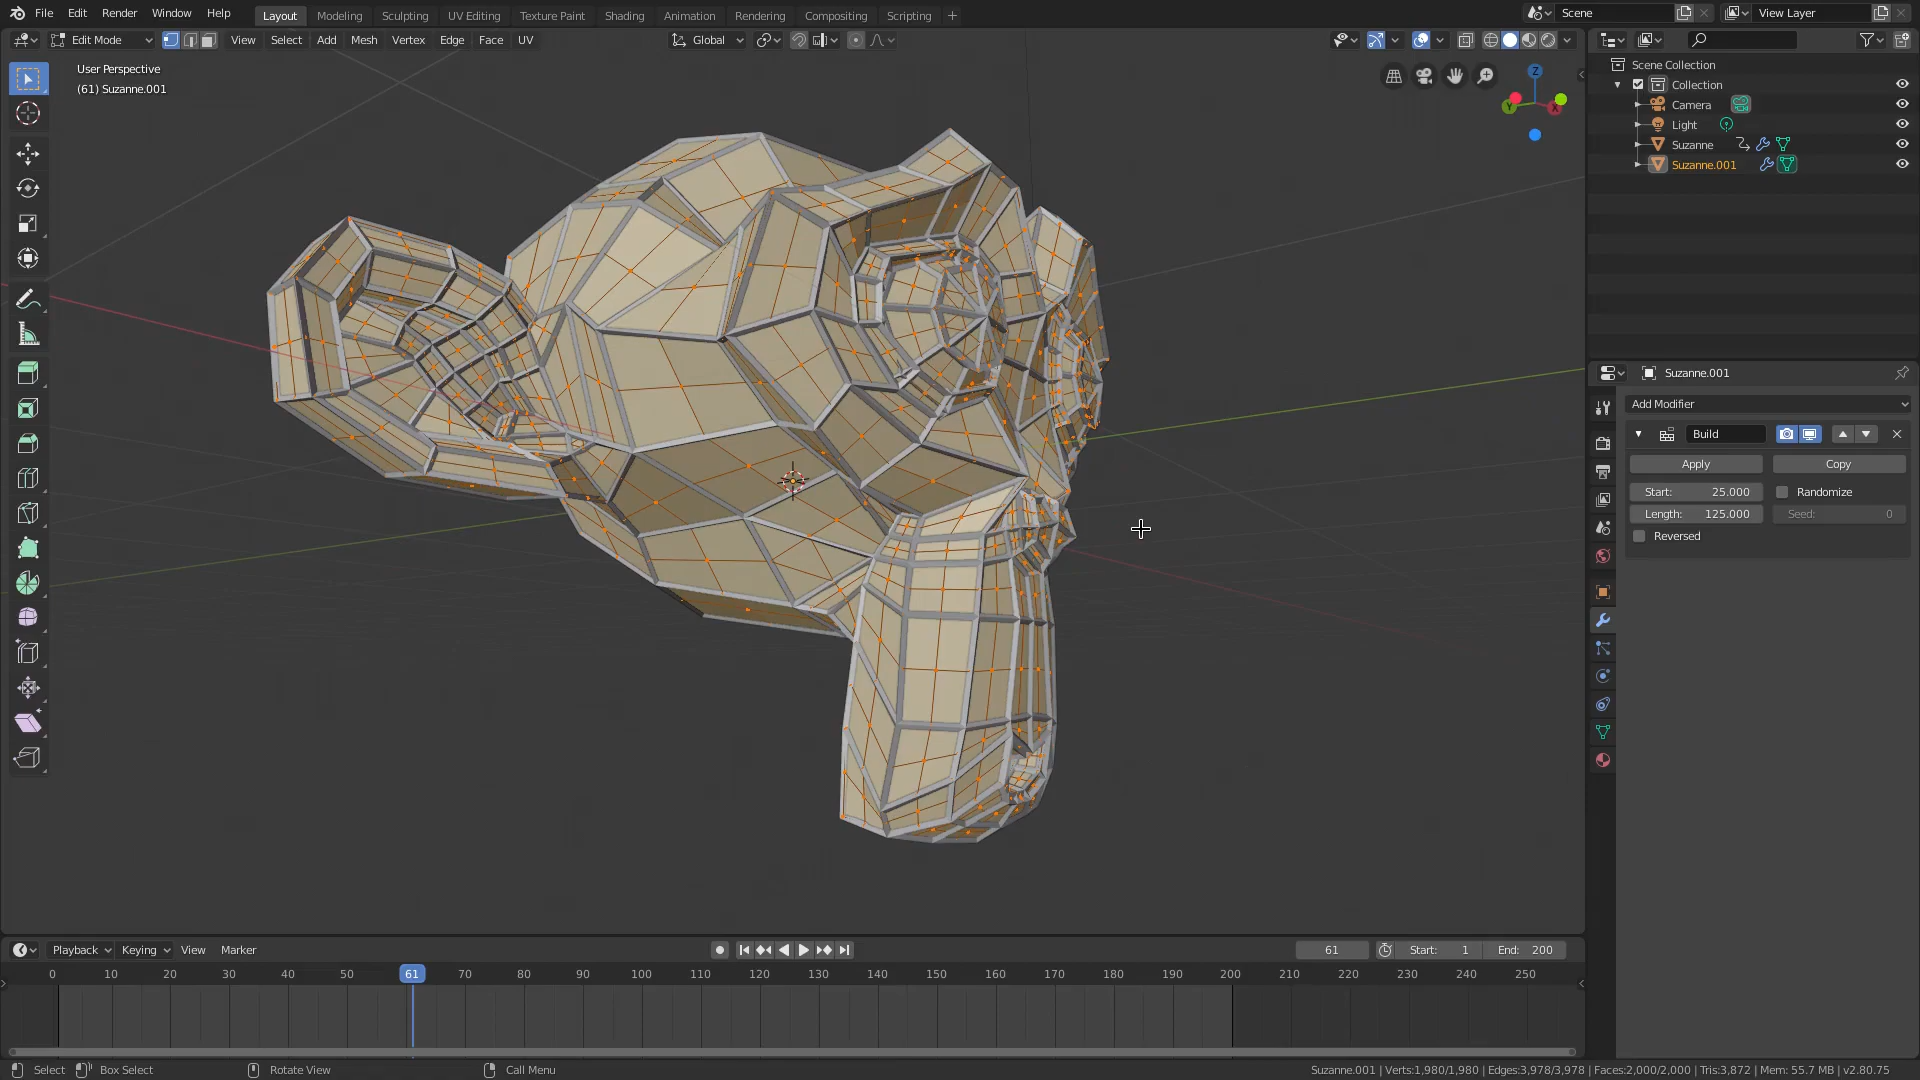 File Edit Render Window Help Layout Modeling Sculpting UV Editing Texture Paint Shading Animation Rendering Compositing Scripting + Scene View Layer
Edit Mode View Select Add Mesh Vertex Edge Face UV Global
User Perspective
(61) Suzanne.001
Z
Y
X
Scene Collection
Collection
Camera
Light
Suzanne
Suzanne.001
Suzanne.001
Add Modifier
Build
Apply Copy
Start: 25.000 Randomize
Length: 125.000 Seed: 0
Reversed
Playback Keying View Marker 61 Start: 1 End: 200
0 10 20 30 40 50 61 70 80 90 100 110 120 130 140 150 160 170 180 190 200 210 220 230 240 250
Select Box Select Rotate View Call Menu Suzanne.001 | Verts:1,980/1,980 | Edges:3,978/3,978 | Faces:2,000/2,000 | Tris:3,872 | Mem: 55.7 MB | v2.80.75